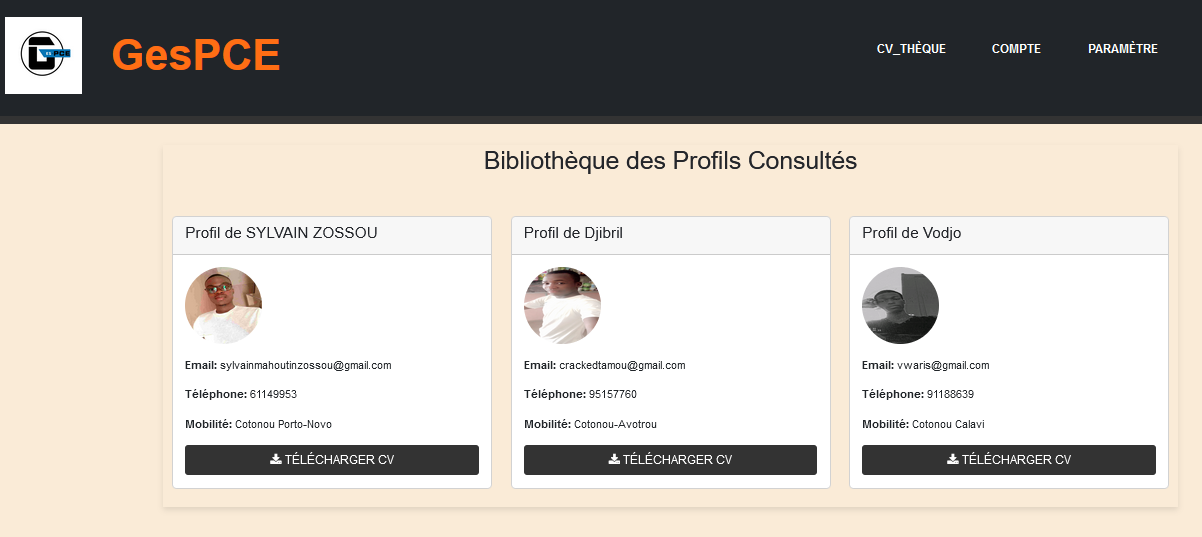 PCE
GesPCE
CV_THÈQUE COMPTE PARAMÈTRE
Bibliothèque des Profils Consultés
Profil de SYLVAIN ZOSSOU
Email: sylvainmahoutinzossou@gmail.com
Téléphone: 61149953
Mobilité: Cotonou Porto-Novo
TÉLÉCHARGER CV
Profil de Djibril
Email: crackedtamou@gmail.com
Téléphone: 95157760
Mobilité: Cotonou-Avotrou
TÉLÉCHARGER CV
Profil de Vodjo
Email: vwaris@gmail.com
Téléphone: 91188639
Mobilité: Cotonou Calavi
TÉLÉCHARGER CV